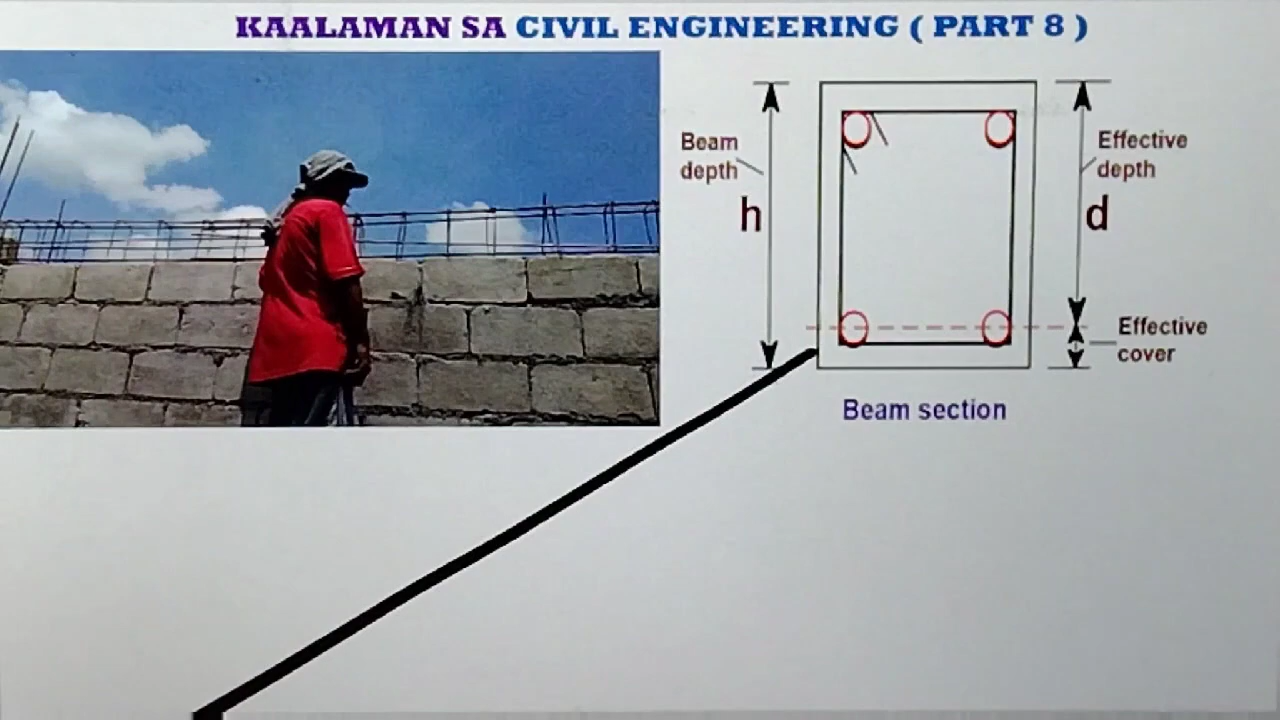 KAALAMAN SA CIVIL ENGINEERING ( PART 8 )
Beam
depth
h
Effective
depth
d
Effective
cover
Beam section